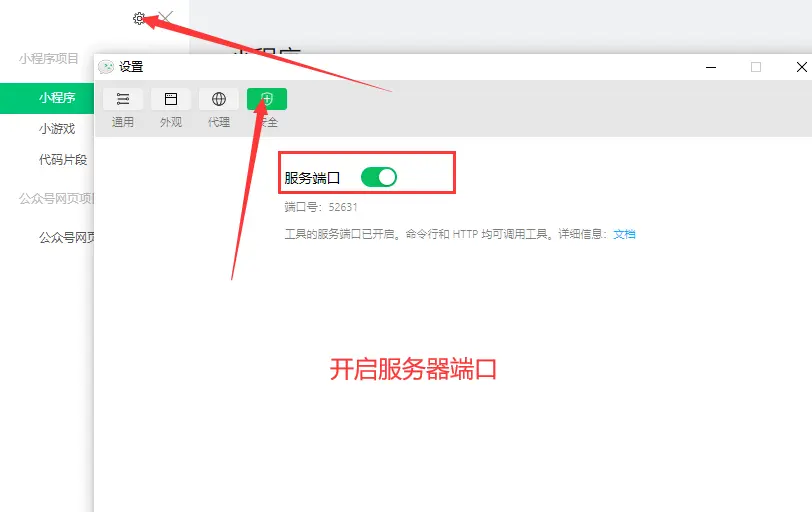 小程序项目
小程序
小程序
小游戏
代码片段
公众号网页项
公众号网页
设置
通用
外观
代理
安全
服务端口
端口号：52631
工具的服务端口已开启。命令行和 HTTP 均可调用工具。详细信息：文档
开启服务器端口